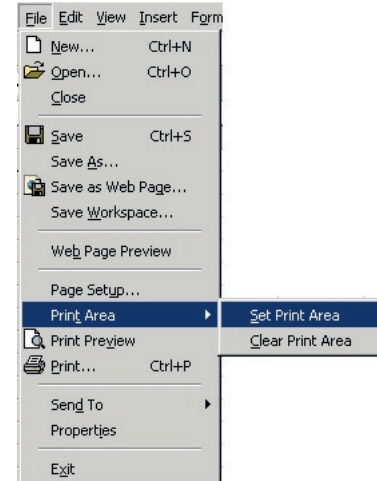 File Edit View Insert Form
New... Ctrl+N
Open... Ctrl+O
Close
Save Ctrl+S
Save As...
Save as Web Page...
Save Workspace...
Web Page Preview
Page Setup...
Print Area Set Print Area
Print Preview Clear Print Area
Print... Ctrl+P
Send To
Properties
Exit